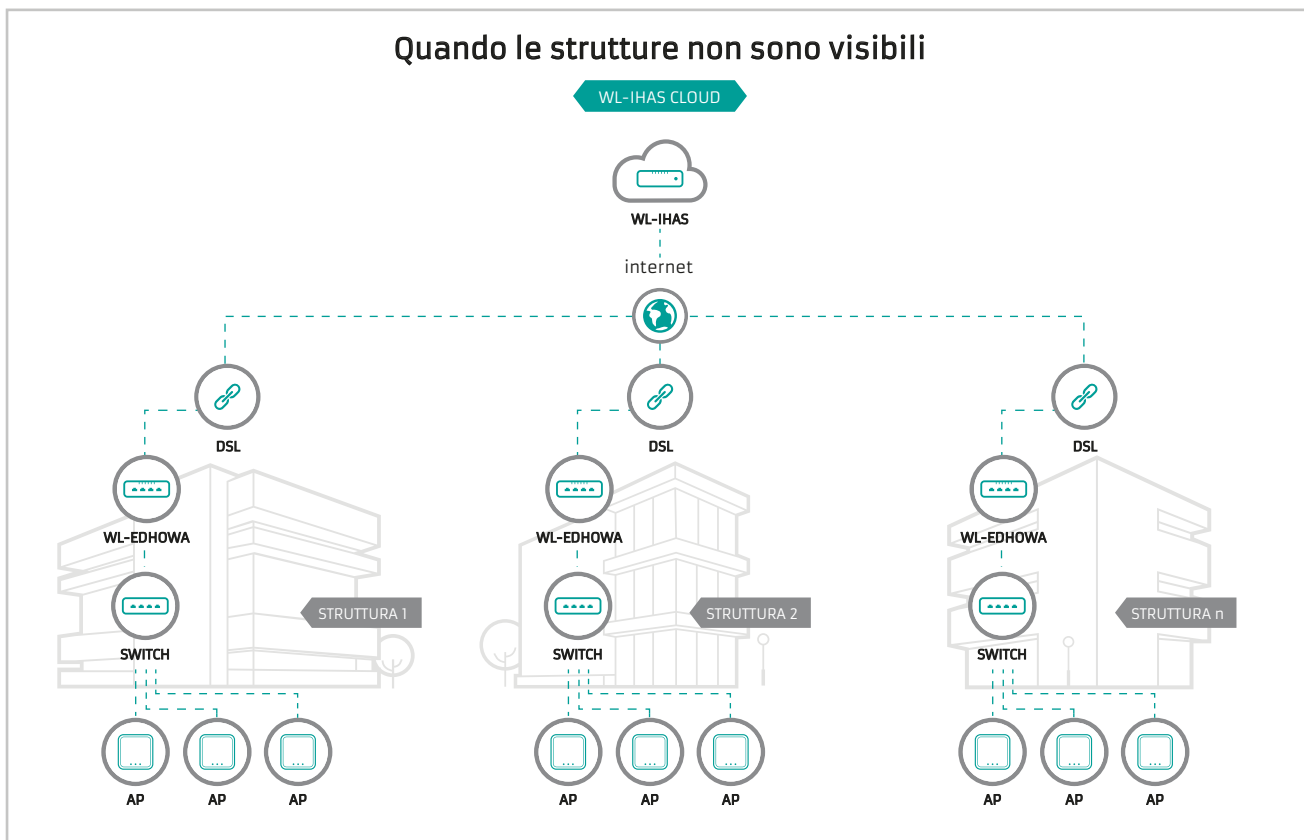 Quando le strutture non sono visibili
WL-IHAS CLOUD
WL-IHAS
internet
DSL
DSL
DSL
WL-EDHOWA
WL-EDHOWA
WL-EDHOWA
STRUTTURA 1
STRUTTURA 2
STRUTTURA n
SWITCH
SWITCH
SWITCH
AP
AP
AP
AP
AP
AP
AP
AP
AP